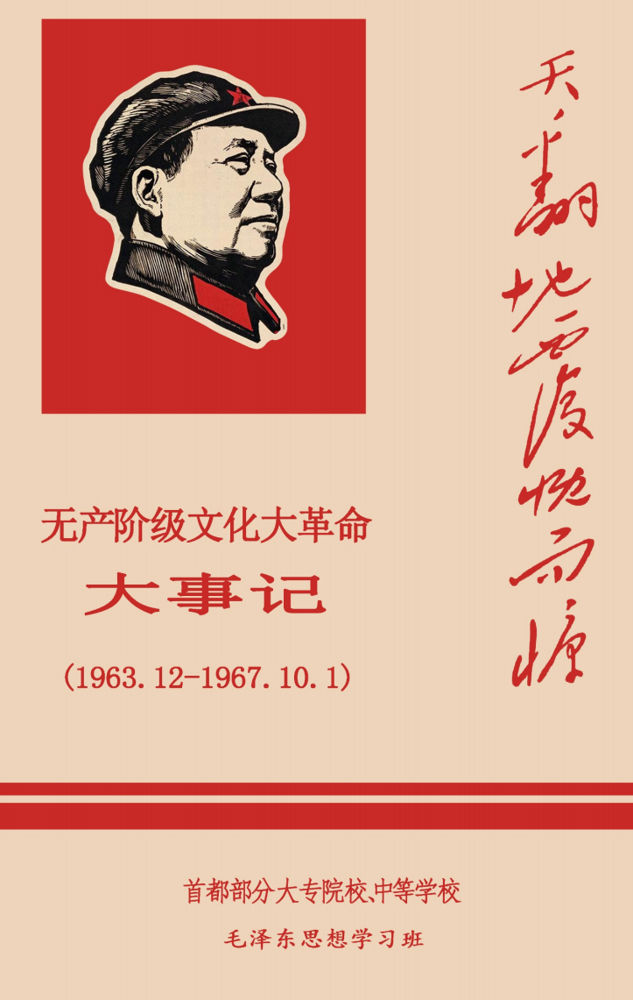 天翻地覆慨而慷
无产阶级文化大革命
大事记
(1963.12-1967.10.1)
首都部分大专院校、中等学校
毛泽东思想学习班